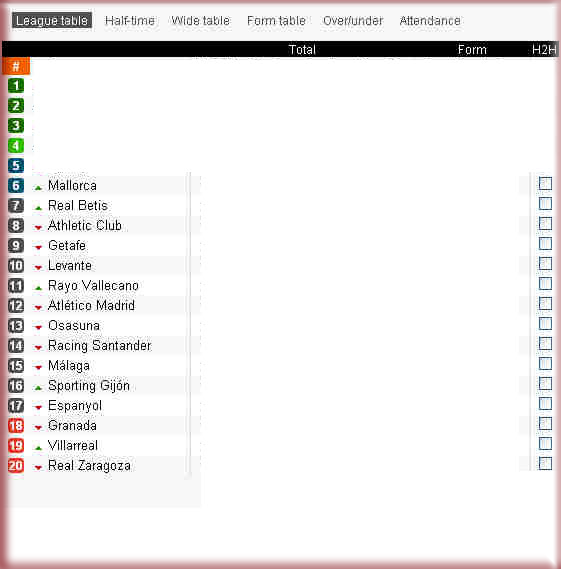 League table Half-time Wide table Form table Over/under Attendance
Total Form H2H
#
1
2
3
4
5
6 Mallorca
7 Real Betis
8 Athletic Club
9 Getafe
10 Levante
11 Rayo Vallecano
12 Atlético Madrid
13 Osasuna
14 Racing Santander
15 Málaga
16 Sporting Gijón
17 Espanyol
18 Granada
19 Villarreal
20 Real Zaragoza